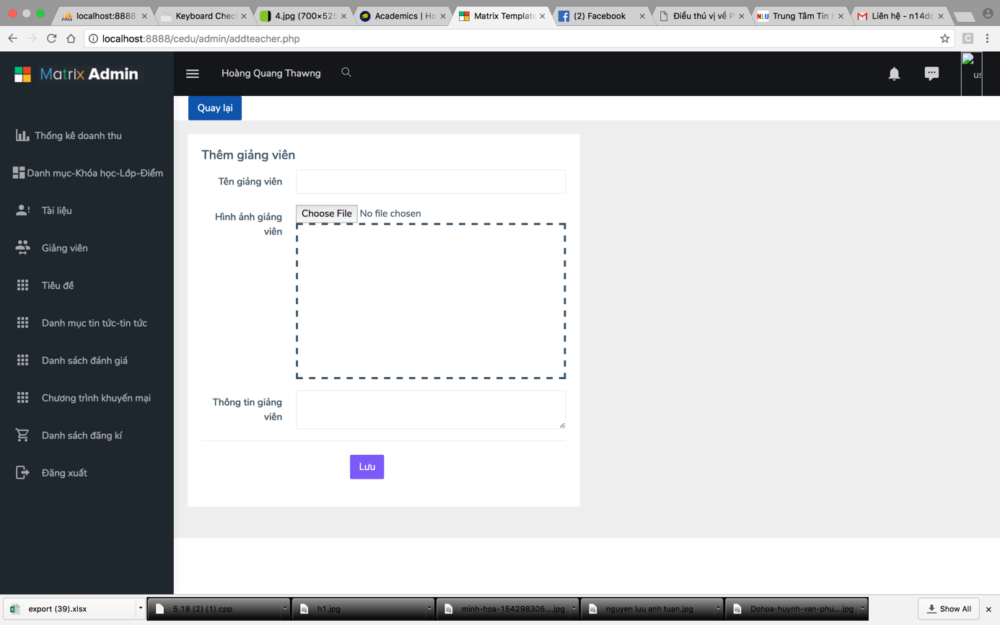 localhost:8888
Keyboard Chec
4.jpg (700×525
Academics | Ho
Matrix Template
(2) Facebook
Điều thú vị về P
Trung Tâm Tin H
Liên hệ - n14dc
localhost:8888/cedu/admin/addteacher.php
Matrix Admin
Hoàng Quang Thawng
us
Quay lại
Thống kê doanh thu
Danh mục-Khóa học-Lớp-Điểm
Tài liệu
Giảng viên
Tiêu đề
Danh mục tin tức-tin tức
Danh sách đánh giá
Chương trình khuyến mại
Danh sách đăng kí
Đăng xuất
Thêm giảng viên
Tên giảng viên
Hình ảnh giảng
viên
Choose File No file chosen
Thông tin giảng
viên
Lưu
export (39).xlsx
5.18 (2) (1).cpp
h1.jpg
minh-hoa-154298305....jpg
nguyen luu anh tuan.jpg
Dohoa-huynh-van-phu....jpg
Show All